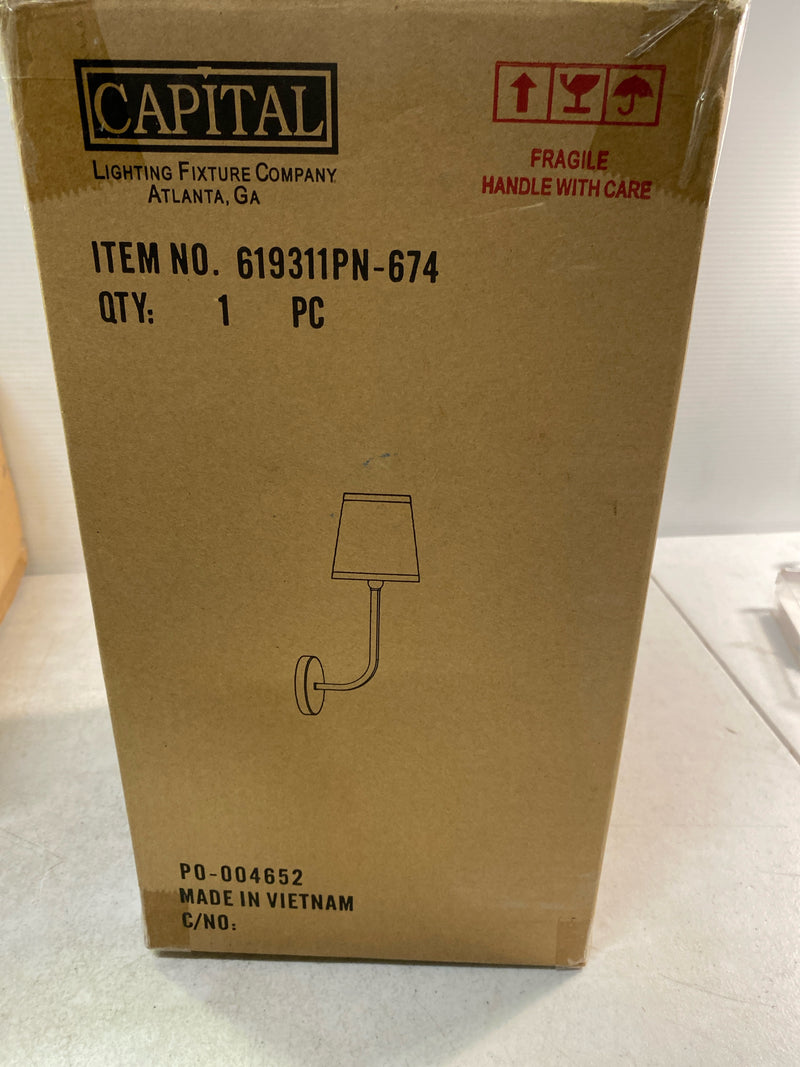 CAPITAL
LIGHTING FIXTURE COMPANY
ATLANTA, GA
FRAGILE
HANDLE WITH CARE
ITEM NO. 619311PN-674
QTY: 1 PC
PO-004652
MADE IN VIETNAM
C/NO: